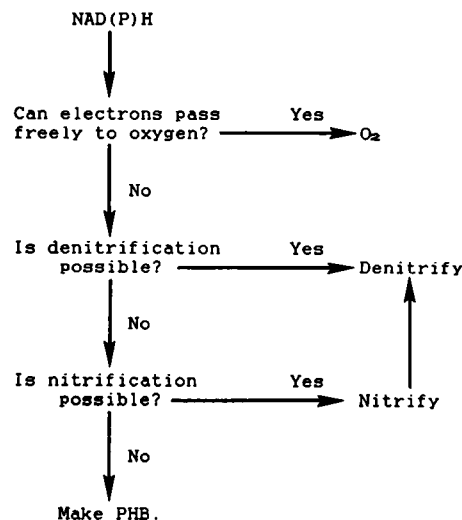 NAD(P)H
Can electrons pass Yes
freely to oxygen? O₂
No
Is denitrification Yes
possible? Denitrify
No
Is nitrification Yes
possible? Nitrify
No
Make PHB.